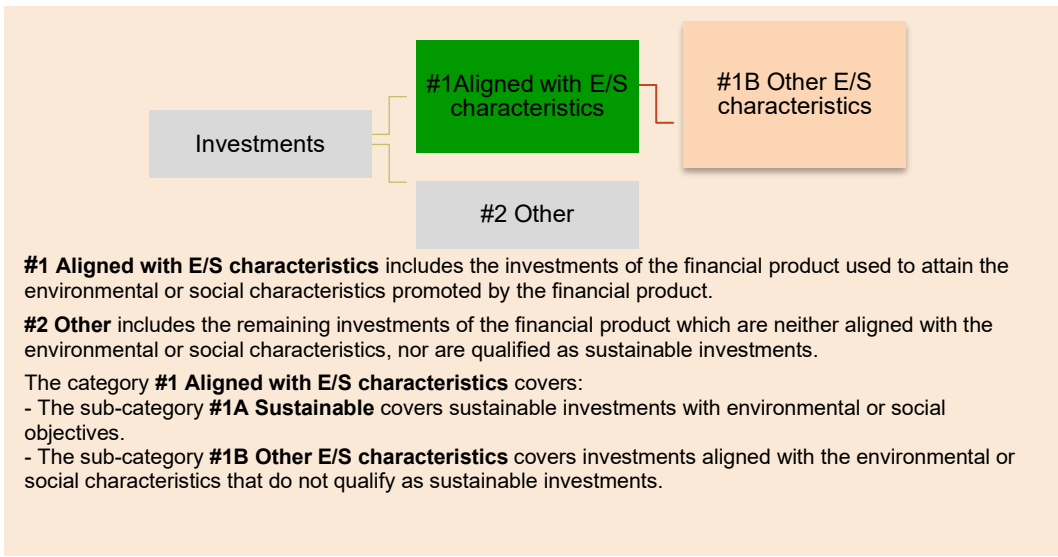 #1Aligned with E/S
characteristics
#1B Other E/S
characteristics
Investments
#2 Other
#1 Aligned with E/S characteristics includes the investments of the financial product used to attain the
environmental or social characteristics promoted by the financial product.
#2 Other includes the remaining investments of the financial product which are neither aligned with the
environmental or social characteristics, nor are qualified as sustainable investments.
The category #1 Aligned with E/S characteristics covers:
- The sub-category #1A Sustainable covers sustainable investments with environmental or social
objectives.
- The sub-category #1B Other E/S characteristics covers investments aligned with the environmental or
social characteristics that do not qualify as sustainable investments.